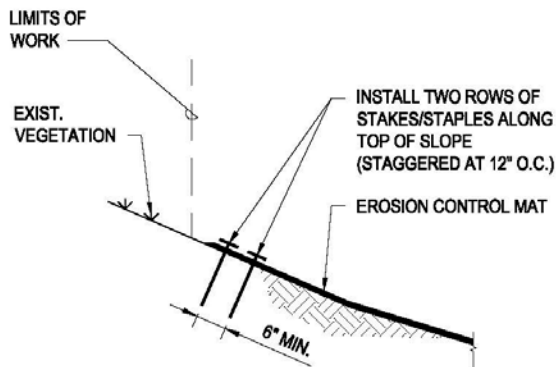 LIMITS OF
WORK
EXIST.
VEGETATION
INSTALL TWO ROWS OF
STAKES/STAPLES ALONG
TOP OF SLOPE
(STAGGERED AT 12" O.C.)
EROSION CONTROL MAT
6" MIN.